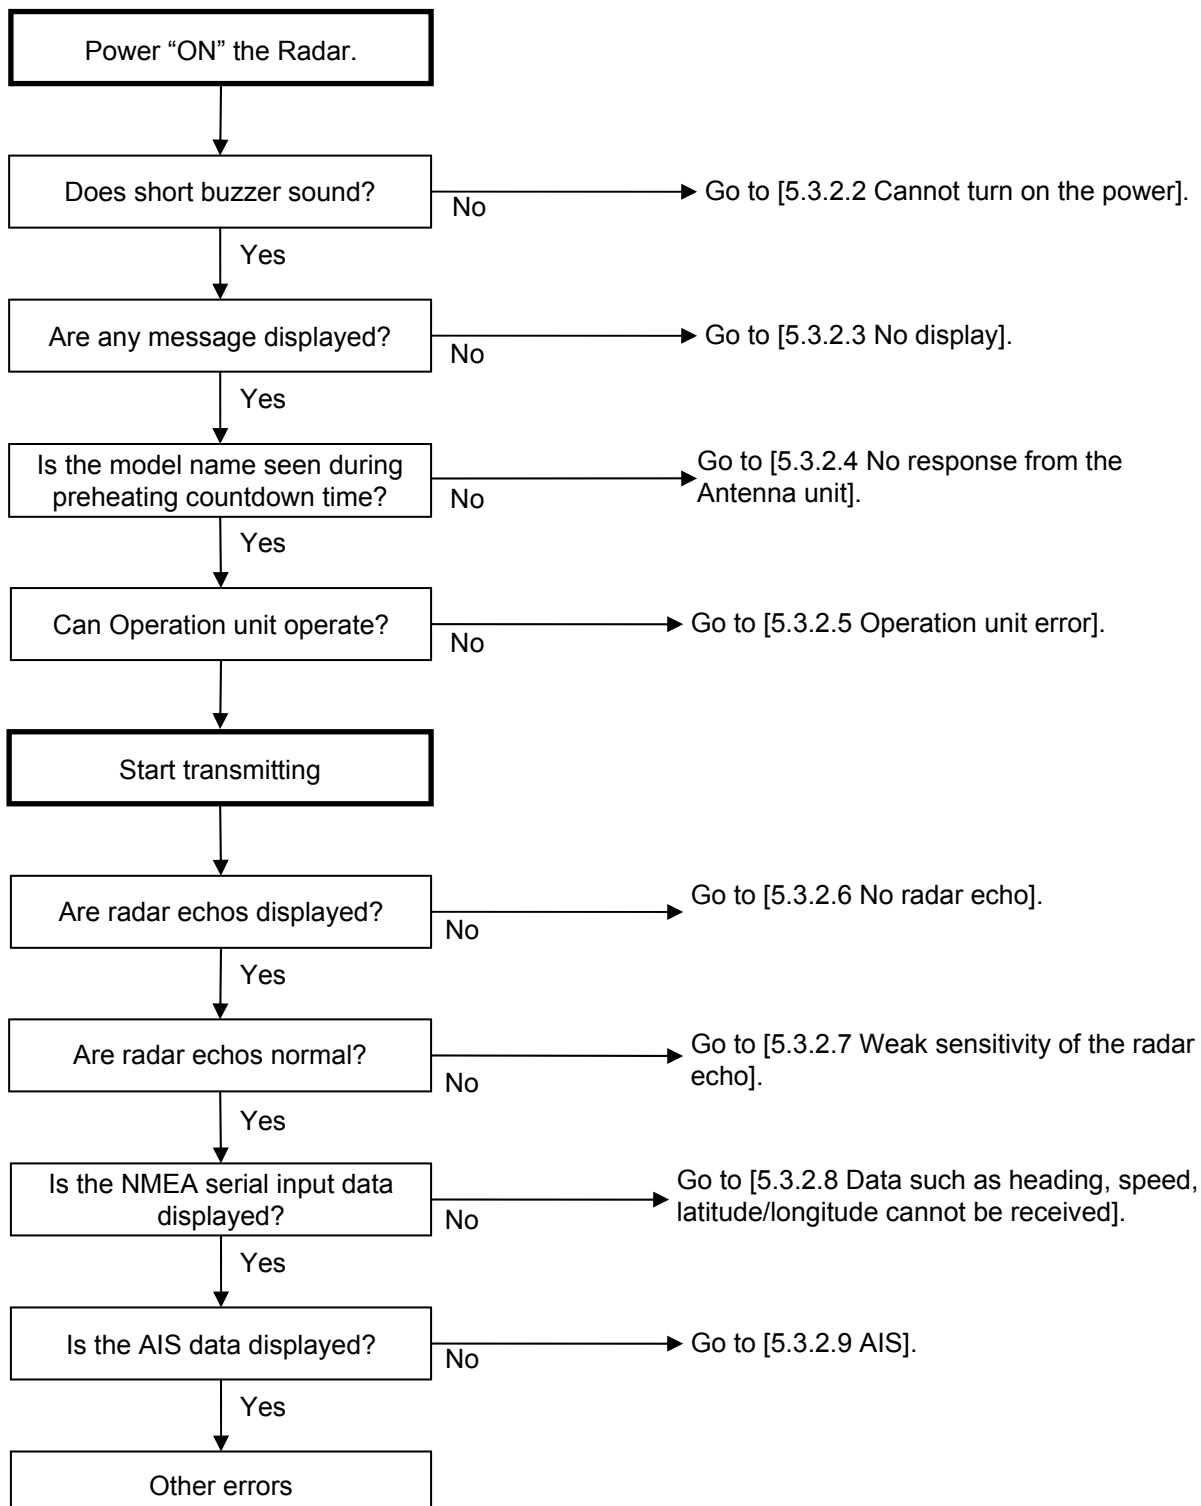 Power “ON” the Radar.
Does short buzzer sound?
No
Go to [5.3.2.2 Cannot turn on the power].
Yes
Are any message displayed?
No
Go to [5.3.2.3 No display].
Yes
Is the model name seen during
preheating countdown time?
No
Go to [5.3.2.4 No response from the
Antenna unit].
Yes
Can Operation unit operate?
No
Go to [5.3.2.5 Operation unit error].
Start transmitting
Are radar echos displayed?
No
Go to [5.3.2.6 No radar echo].
Yes
Are radar echos normal?
No
Go to [5.3.2.7 Weak sensitivity of the radar
echo].
Yes
Is the NMEA serial input data
displayed?
No
Go to [5.3.2.8 Data such as heading, speed,
latitude/longitude cannot be received].
Yes
Is the AIS data displayed?
No
Go to [5.3.2.9 AIS].
Yes
Other errors